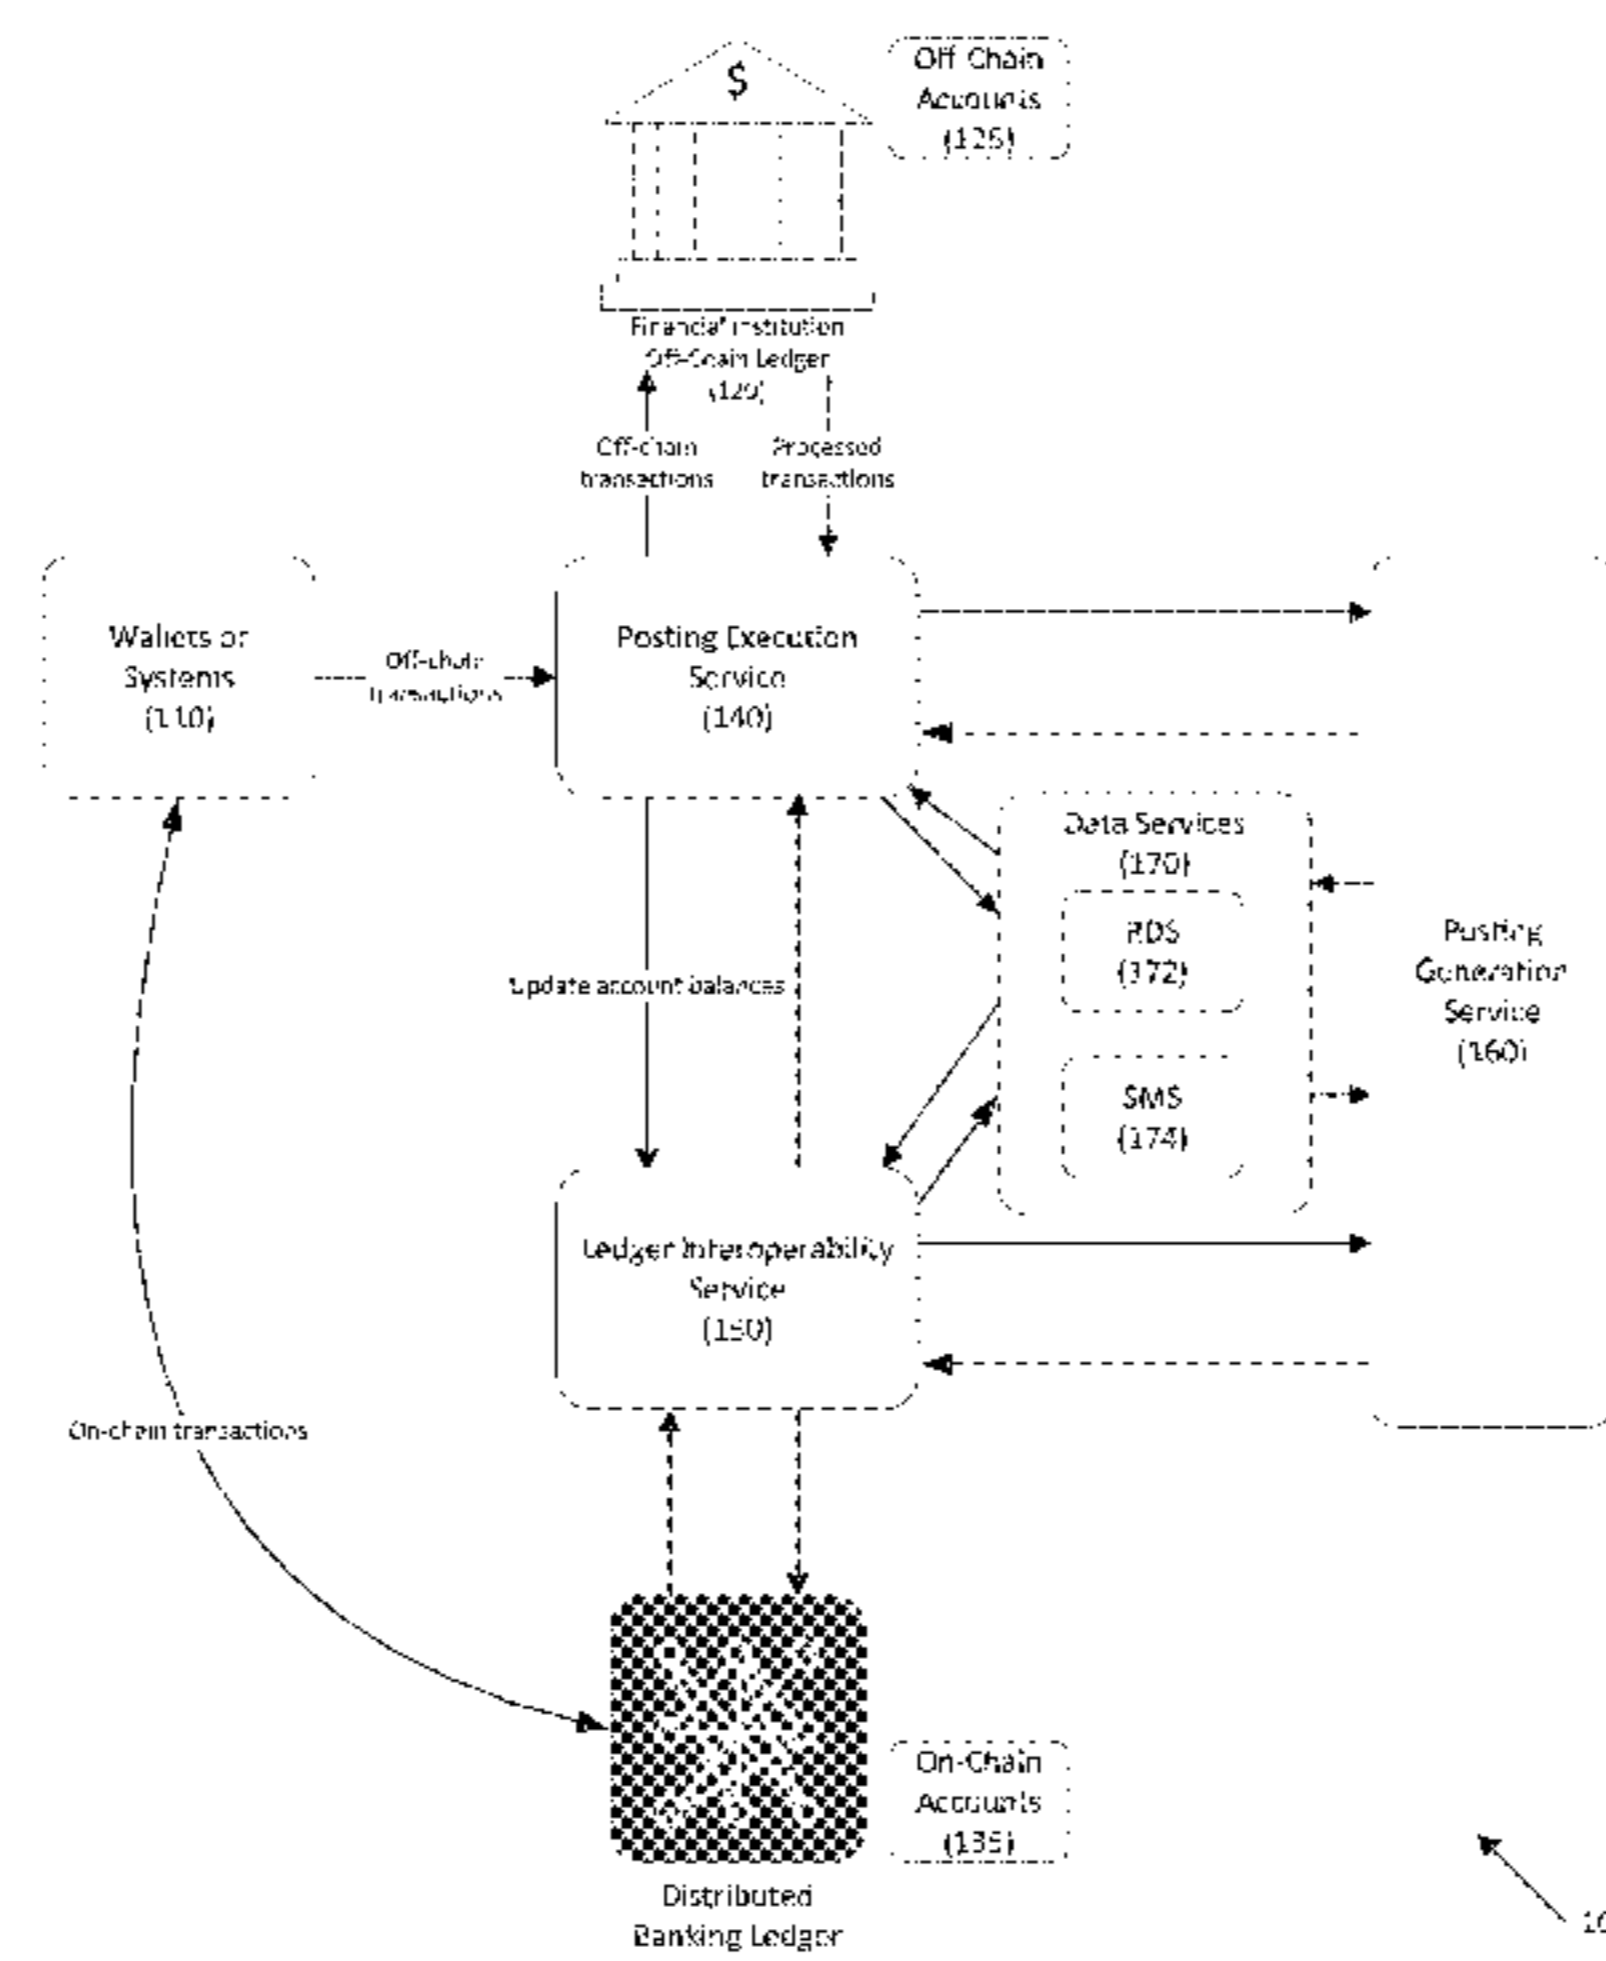 $
Off-Chain
Accounts
(125)
Financial Institution
Off-Chain Ledger
(120)
Off-chain
transactions
Processed
transactions
Wallets or
Systems
(110)
Off-chain
transactions
Posting Execution
Service
(140)
Data Services
(170)
RDS
(172)
SMS
(174)
Posting
Generation
Service
(160)
Update account balances
Ledger Interoperability
Service
(150)
On-chain transactions
On-Chain
Accounts
(135)
Distributed
Banking Ledger